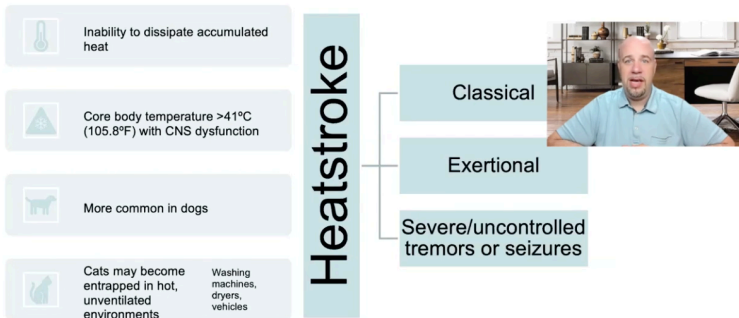 Inability to dissipate accumulated
heat
Core body temperature >41ºC
(105.8ºF) with CNS dysfunction
More common in dogs
Cats may become
entrapped in hot,
unventilated
environments
Washing
machines,
dryers,
vehicles
Heatstroke
Classical
Exertional
Severe/uncontrolled
tremors or seizures